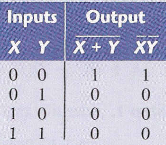 Inputs Output
X Y X̅ ̅+̅ ̅Y̅ X̅ Y̅
0 0 1 1
0 1 0 0
1 0 0 0
1 1 0 0